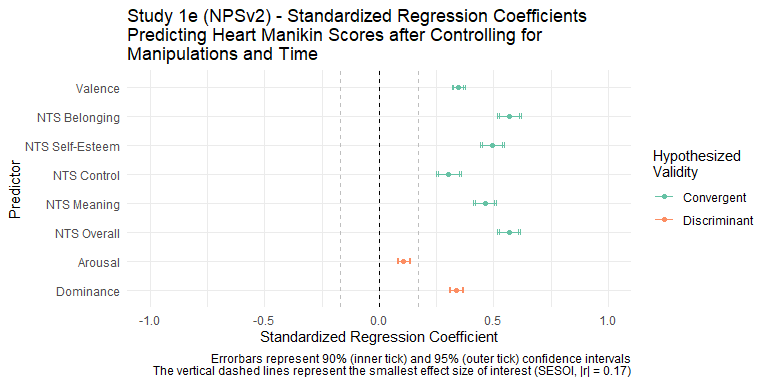 Study 1e (NPSv2) - Standardized Regression Coefficients
Predicting Heart Manikin Scores after Controlling for
Manipulations and Time
Predictor
Valence
NTS Belonging
NTS Self-Esteem
NTS Control
NTS Meaning
NTS Overall
Arousal
Dominance
-1.0 -0.5 0.0 0.5 1.0
Standardized Regression Coefficient
Hypothesized
Validity
Convergent
Discriminant
Errorbars represent 90% (inner tick) and 95% (outer tick) confidence intervals
The vertical dashed lines represent the smallest effect size of interest (SESOI, |r| = 0.17)